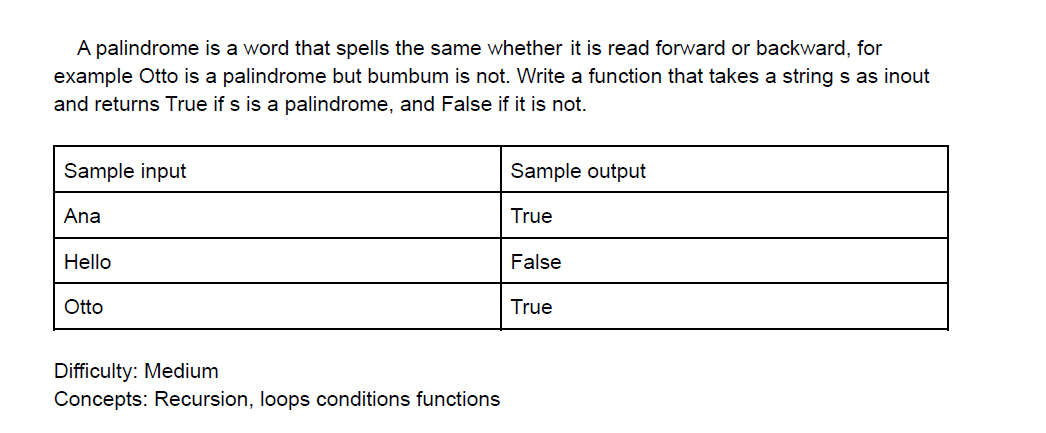 A palindrome is a word that spells the same whether it is read forward or backward, for
example Otto is a palindrome but bumbum is not. Write a function that takes a string s as inout
and returns True if s is a palindrome, and False if it is not.
Sample input Sample output
Ana True
Hello False
Otto True
Difficulty: Medium
Concepts: Recursion, loops conditions functions